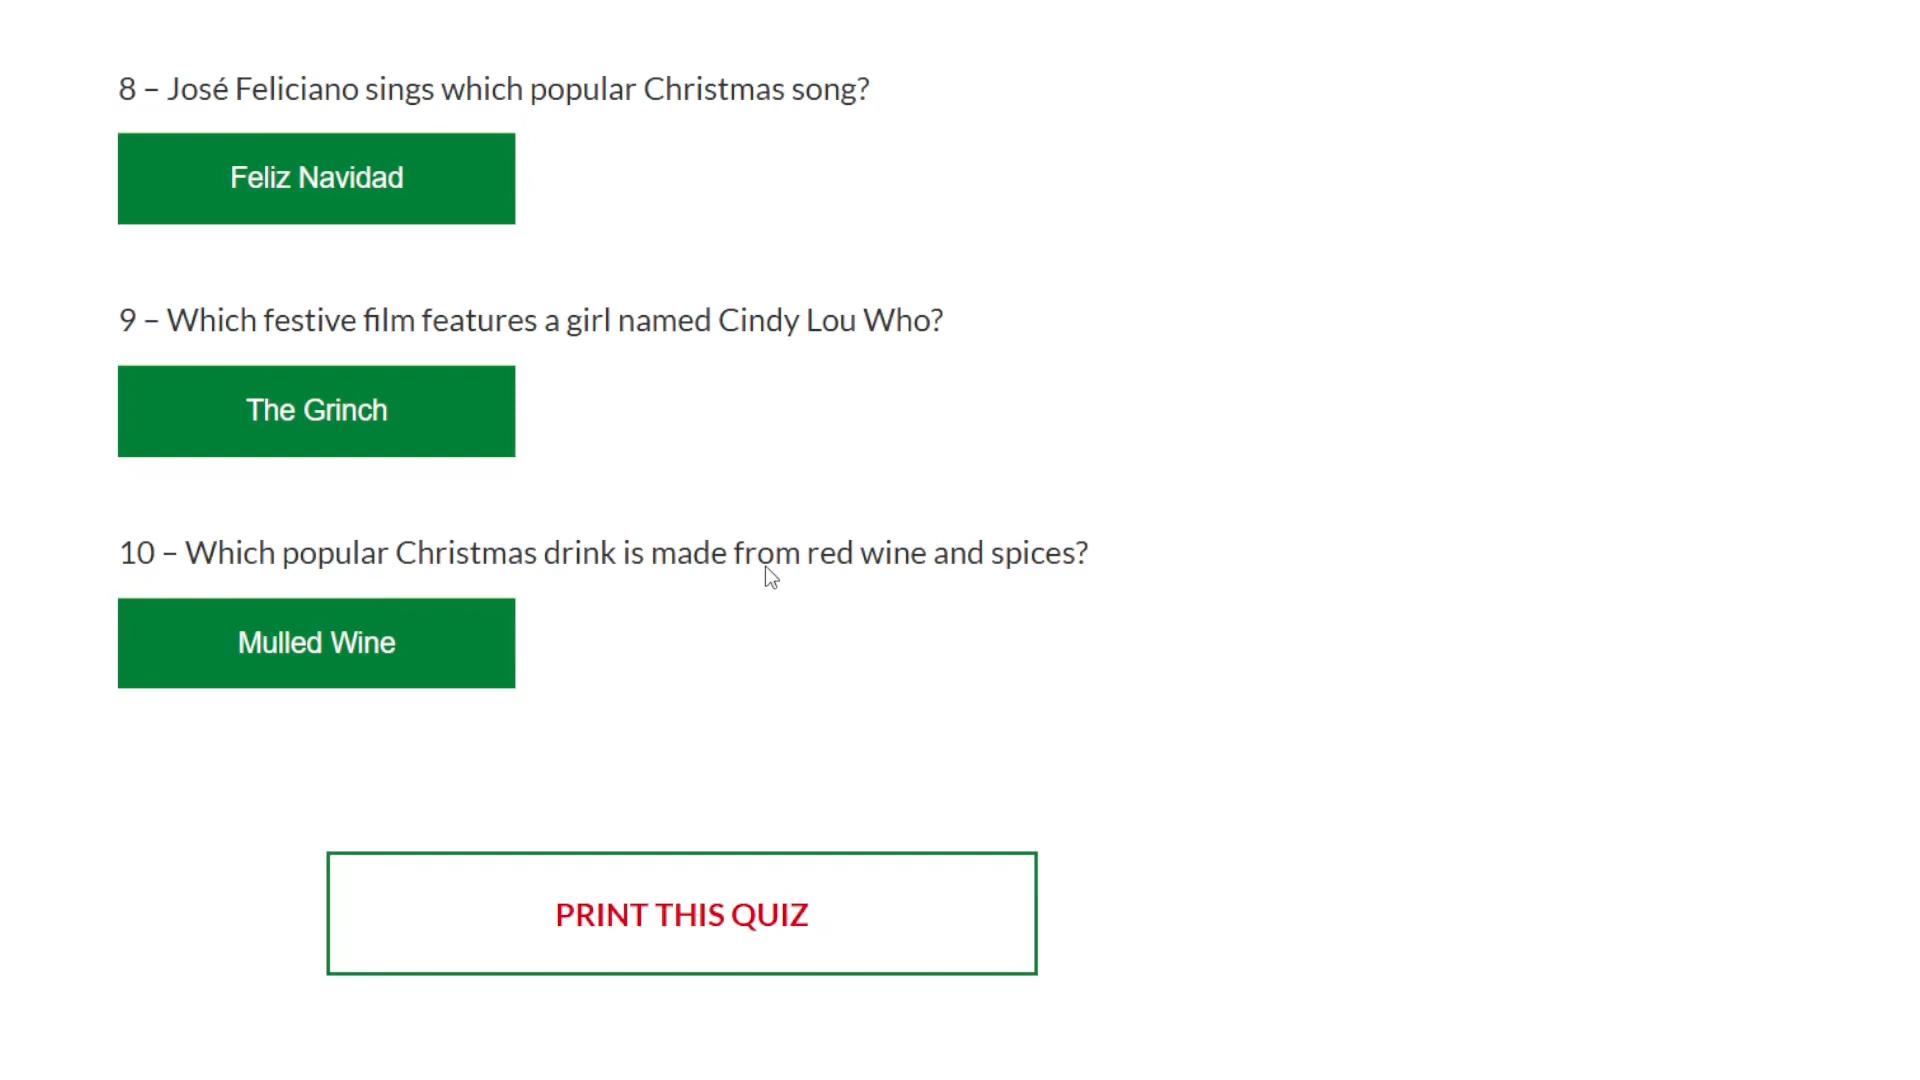 8 – José Feliciano sings which popular Christmas song?
Feliz Navidad
9 – Which festive film features a girl named Cindy Lou Who?
The Grinch
10 – Which popular Christmas drink is made from red wine and spices?
Mulled Wine
PRINT THIS QUIZ